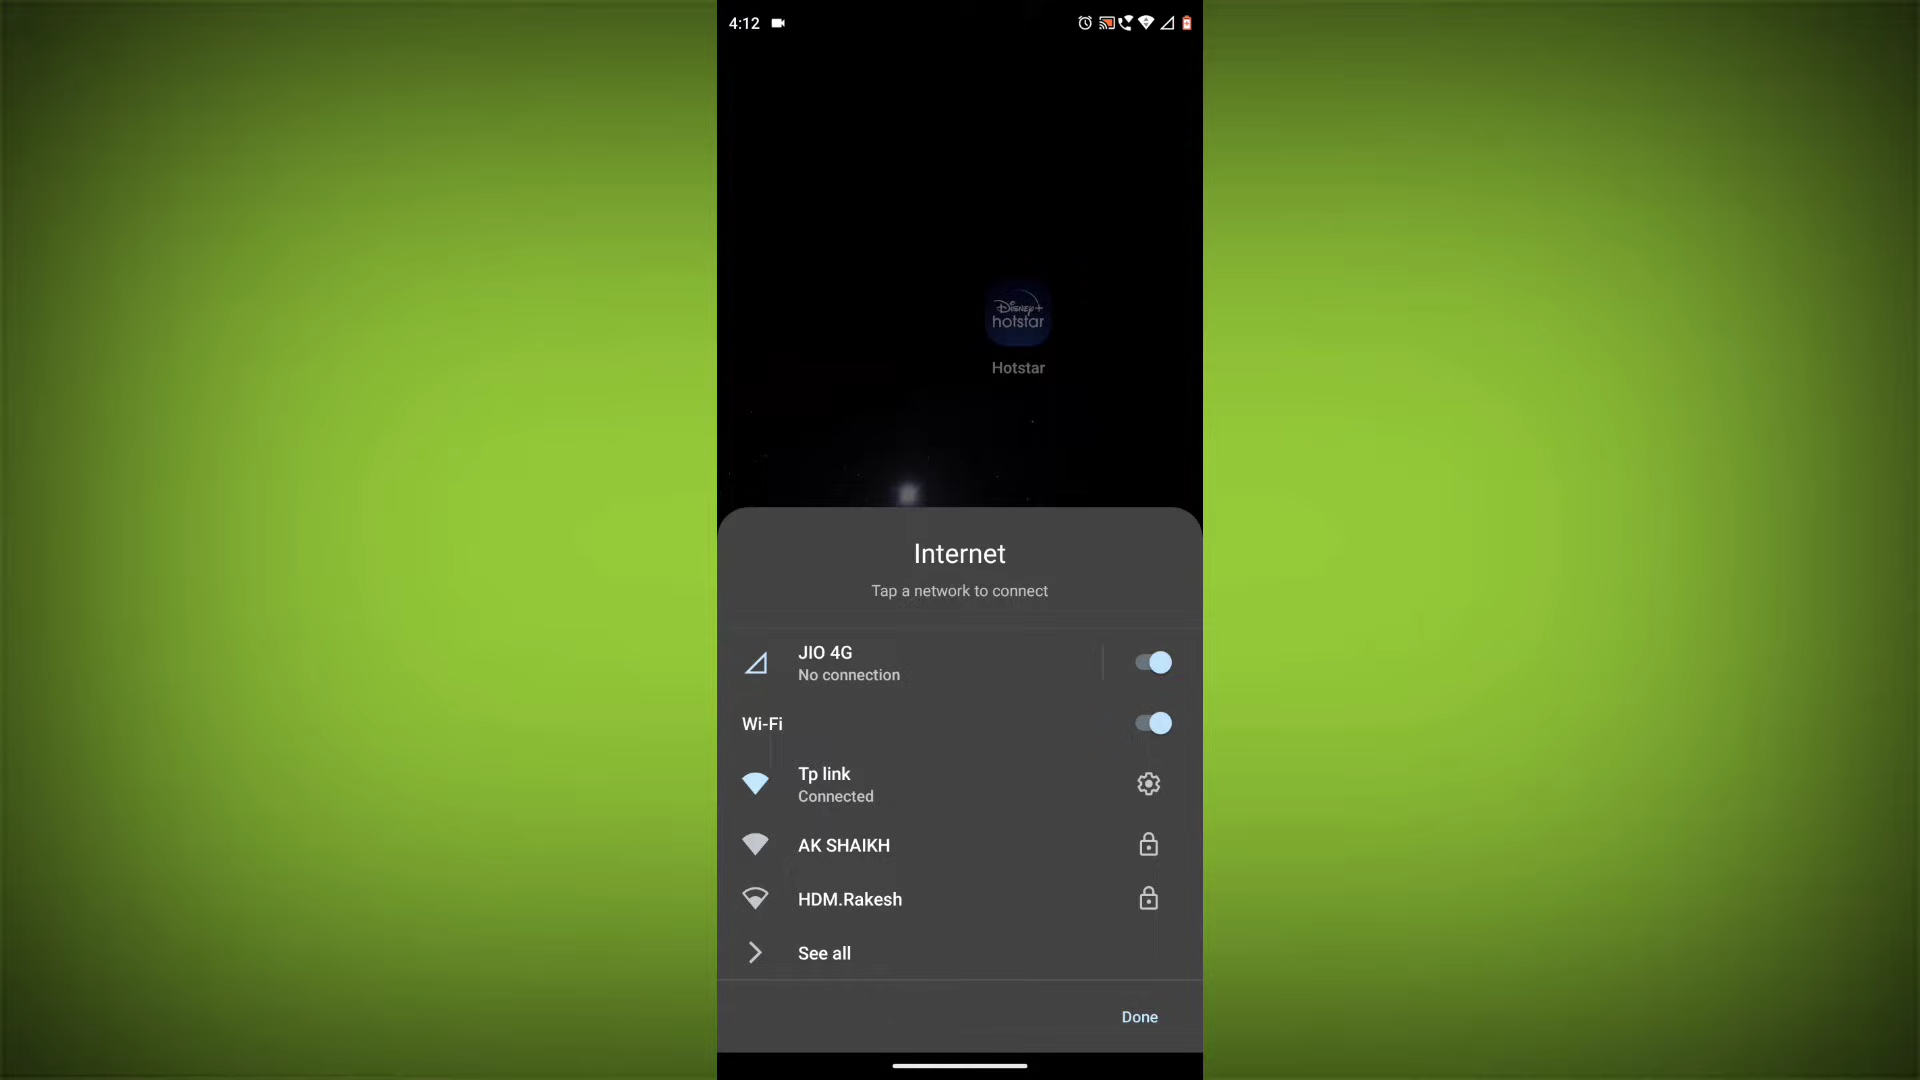 4:12
Disney+
hotstar
Hotstar
Internet
Tap a network to connect
JIO 4G
No connection
Wi-Fi
Tp link
Connected
AK SHAIKH
HDM.Rakesh
See all
Done